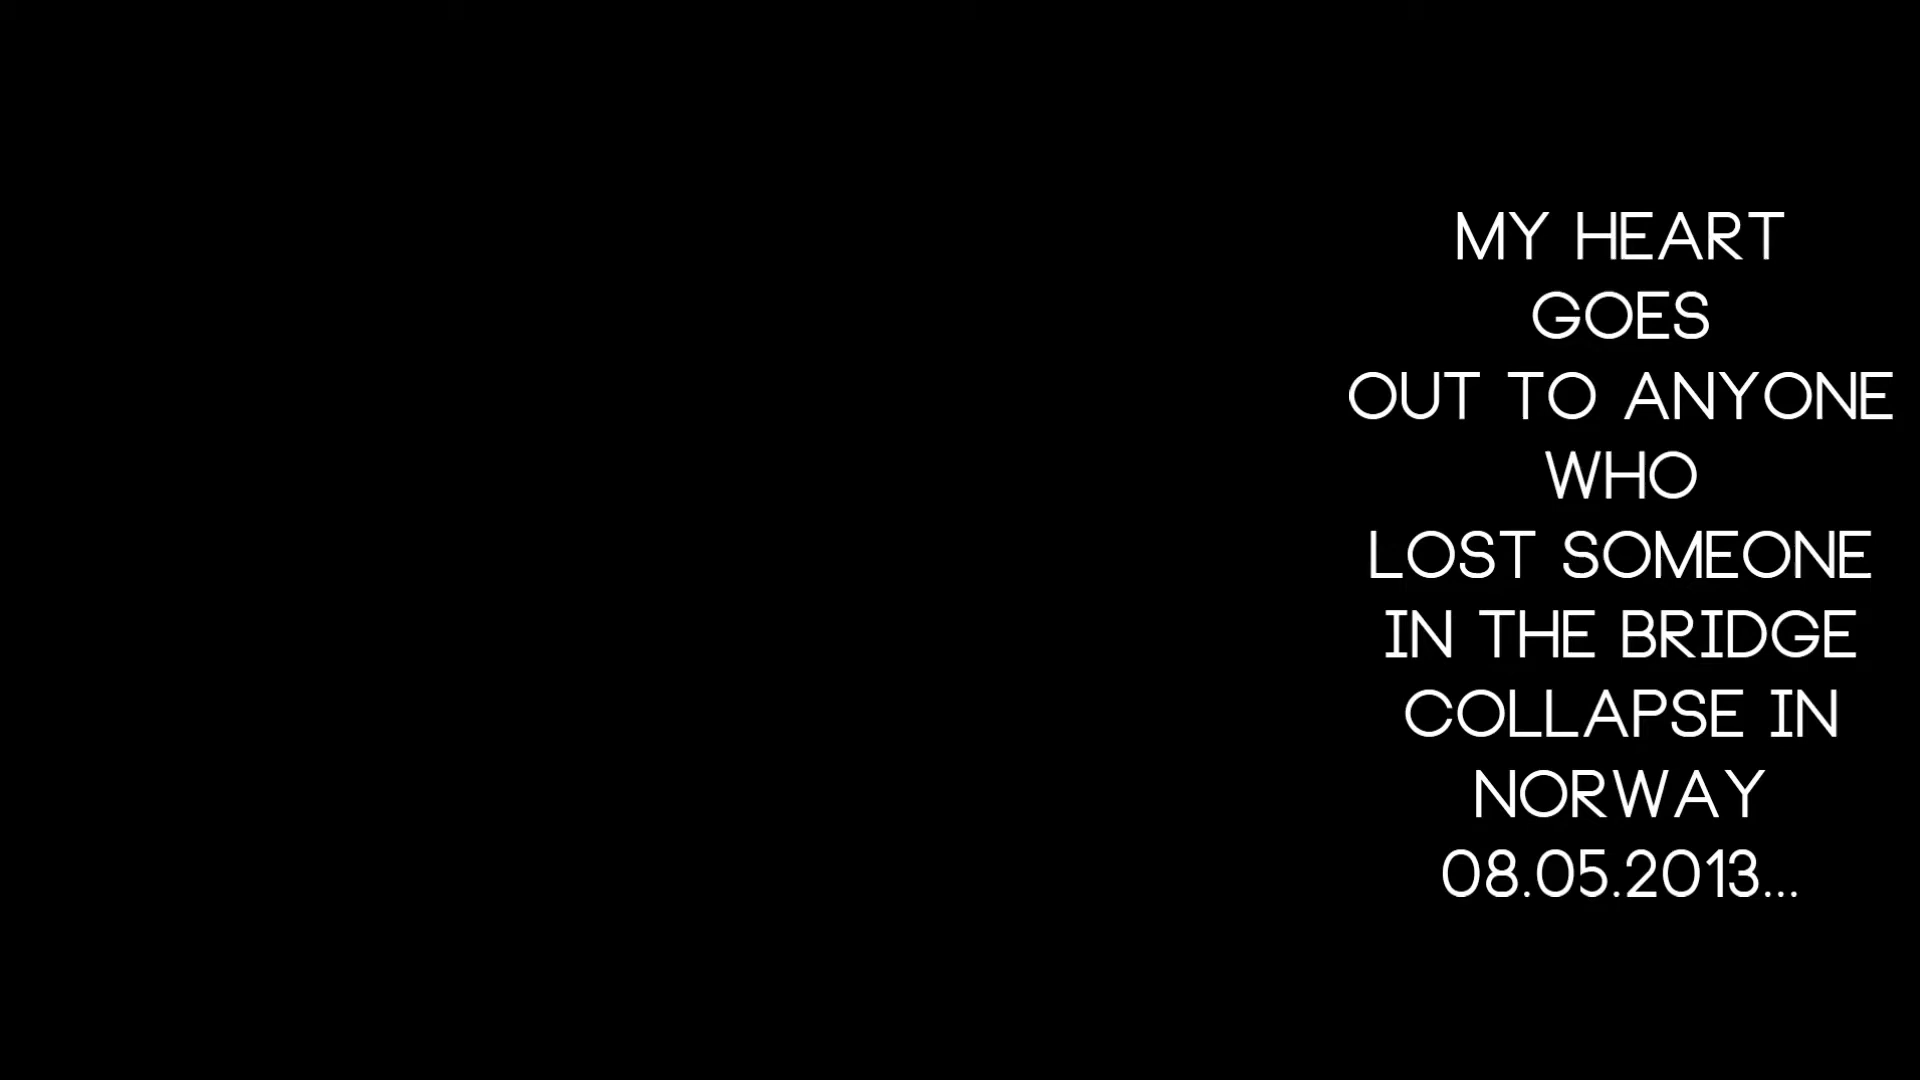 MY HEART
GOES
OUT TO ANYONE
WHO
LOST SOMEONE
IN THE BRIDGE
COLLAPSE IN
NORWAY
08.05.2013...